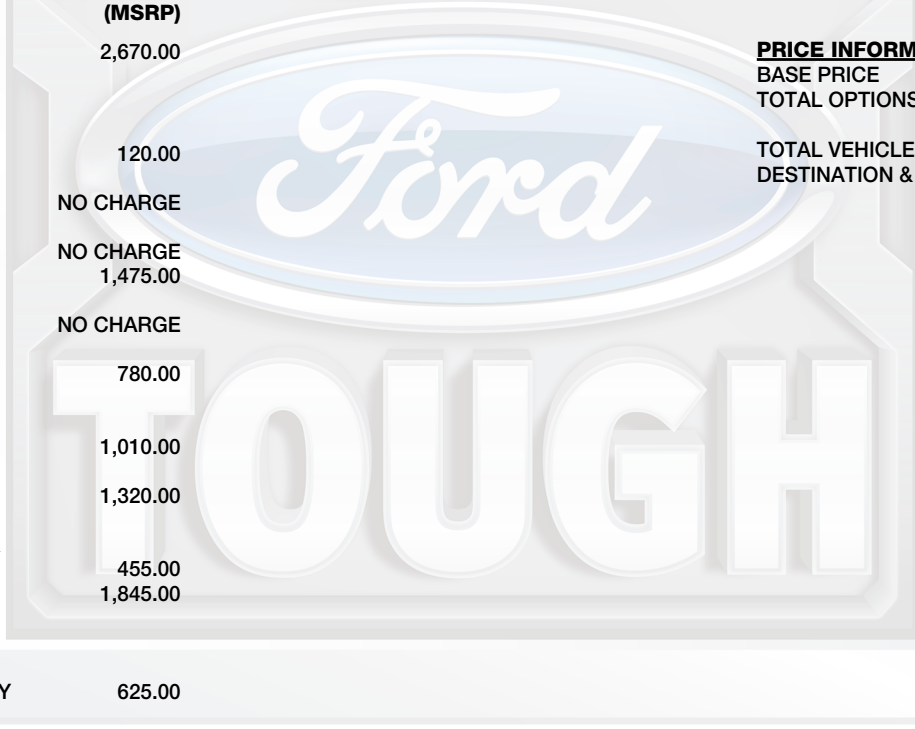 (MSRP)
2,670.00
120.00
NO CHARGE
NO CHARGE
1,475.00
NO CHARGE
780.00
1,010.00
1,320.00
455.00
1,845.00
Y 625.00
PRICE INFORM
BASE PRICE
TOTAL OPTIONS
TOTAL VEHICLE
DESTINATION &
Ford
TOUGH